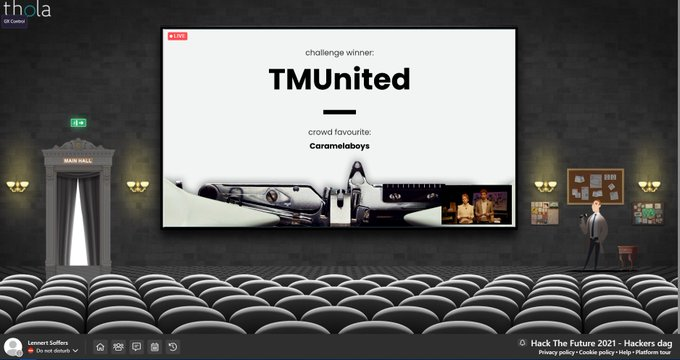 thola
Git Control
LIVE
challenge winner:
TMUnited
crowd favourite:
Caramelaboys
MAIN HALL
Lennert Soffers
Do not disturb
Hack The Future 2021 - Hackers dag
Privacy policy • Cookie policy • Help • Platform tour